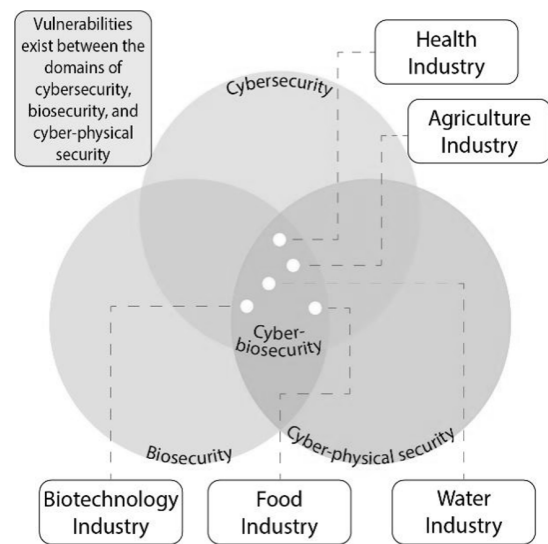 Vulnerabilities
exist between the
domains of
cybersecurity,
biosecurity, and
cyber-physical
security
Health
Industry
Cybersecurity
Agriculture
Industry
Cyber-
biosecurity
Biosecurity
Cyber-physical security
Biotechnology
Industry
Food
Industry
Water
Industry